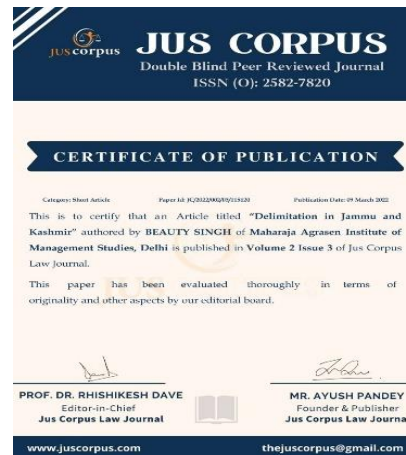 JUS corpus
JUS CORPUS
Double Blind Peer Reviewed Journal
ISSN (O): 2582-7820
CERTIFICATE OF PUBLICATION
Category: Short Article Publication Date: 09 March 2022
This is to certify that an Article titled "Delimitation in Jammu and
Kashmir" authored by BEAUTY SINGH of Maharaja Agrasen Institute of
Management Studies, Delhi is published in Volume 2 Issue 3 of Jus Corpus
Law Journal.
This paper has been evaluated thoroughly in terms of
originality and other aspects by our editorial board.
PROF. DR. RHISHIKESH DAVE
Editor-in-Chief
Jus Corpus Law Journal
MR. AYUSH PANDEY
Founder & Publisher
Jus Corpus Law Journa
www.juscorpus.com thejuscorpus@gmail.com